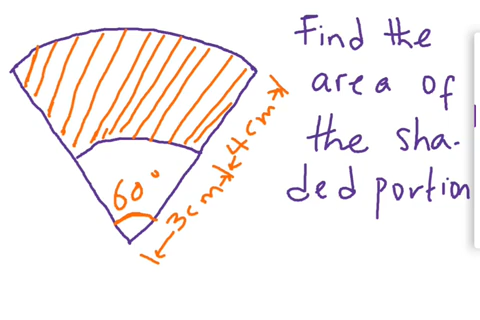 Find the
area of
the sha-
ded portion
60°
3cm
4cm